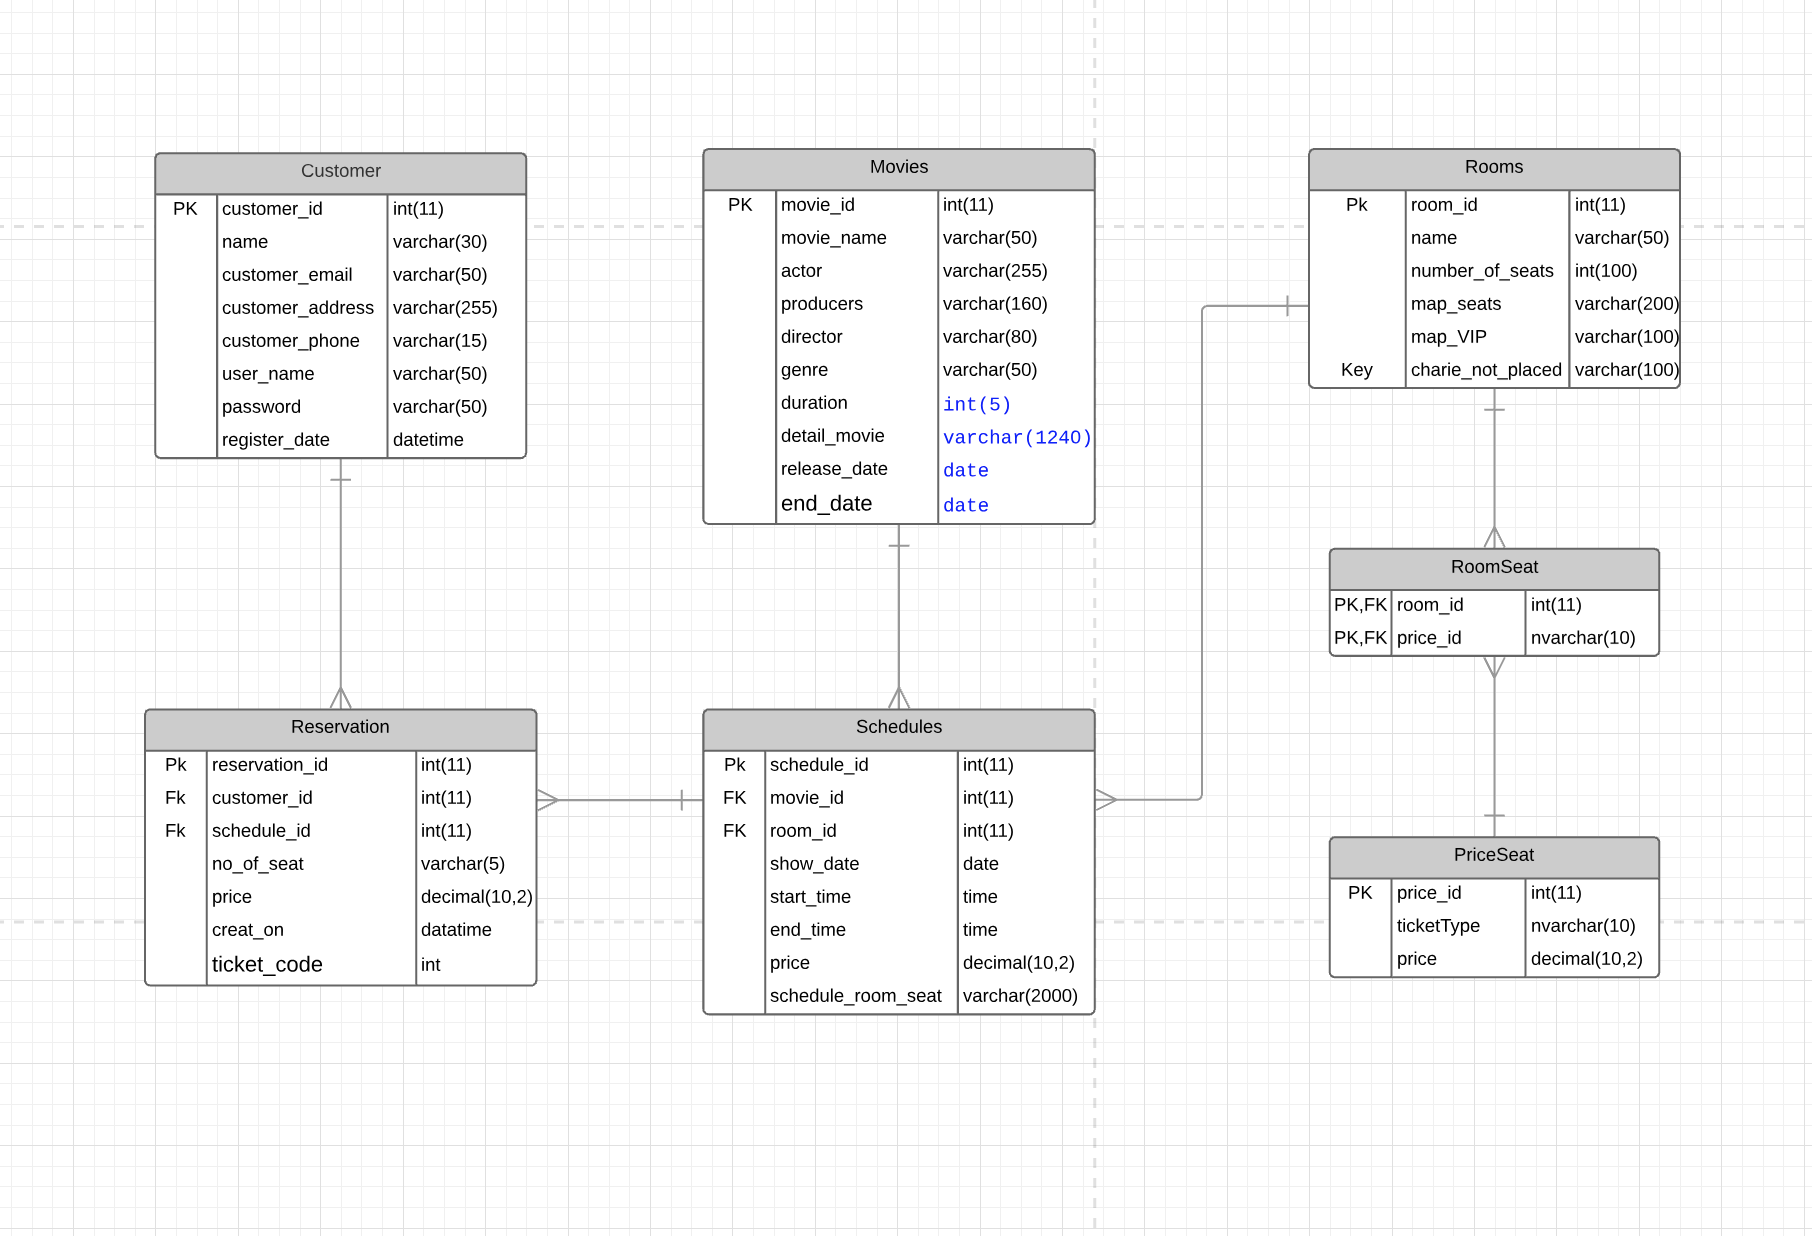 Customer
PK customer_id int(11)
name varchar(30)
customer_email varchar(50)
customer_address varchar(255)
customer_phone varchar(15)
user_name varchar(50)
password varchar(50)
register_date datetime
Movies
PK movie_id int(11)
movie_name varchar(50)
actor varchar(255)
producers varchar(160)
director varchar(80)
genre varchar(50)
duration int(5)
detail_movie varchar(1240)
release_date date
end_date date
Rooms
Pk room_id int(11)
name varchar(50)
number_of_seats int(100)
map_seats varchar(200)
map_VIP varchar(100)
Key charie_not_placed varchar(100)
RoomSeat
PK,FK room_id int(11)
PK,FK price_id nvarchar(10)
Reservation
Pk reservation_id int(11)
Fk customer_id int(11)
Fk schedule_id int(11)
no_of_seat varchar(5)
price decimal(10,2)
creat_on datatime
ticket_code int
Schedules
Pk schedule_id int(11)
FK movie_id int(11)
FK room_id int(11)
show_date date
start_time time
end_time time
price decimal(10,2)
schedule_room_seat varchar(2000)
PriceSeat
PK price_id int(11)
ticketType nvarchar(10)
price decimal(10,2)